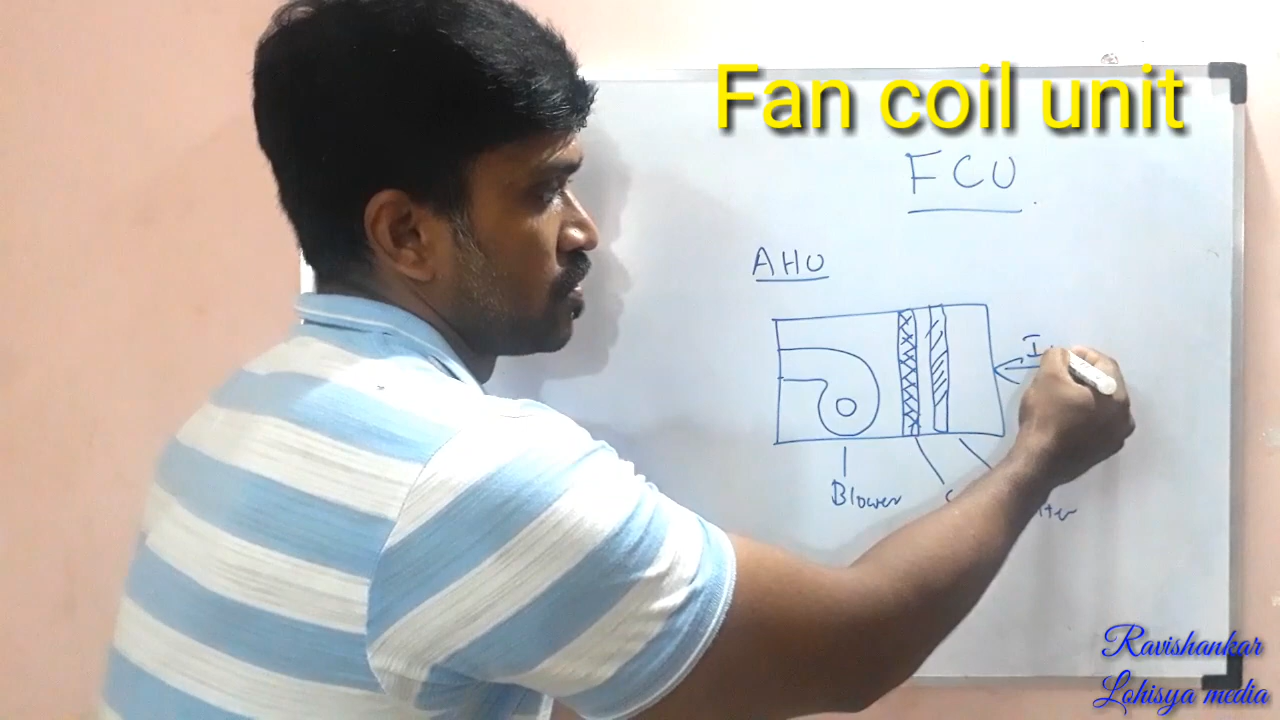 Fan coil unit
FCU
AHU
Blower
Ravishankar
Lohisya media